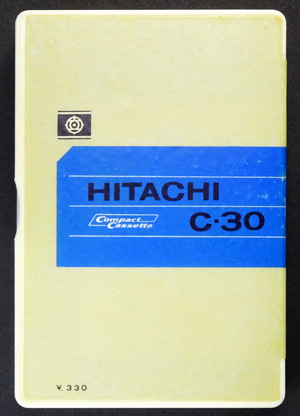 HITACHI
Compact
Cassette
C-30
¥.330